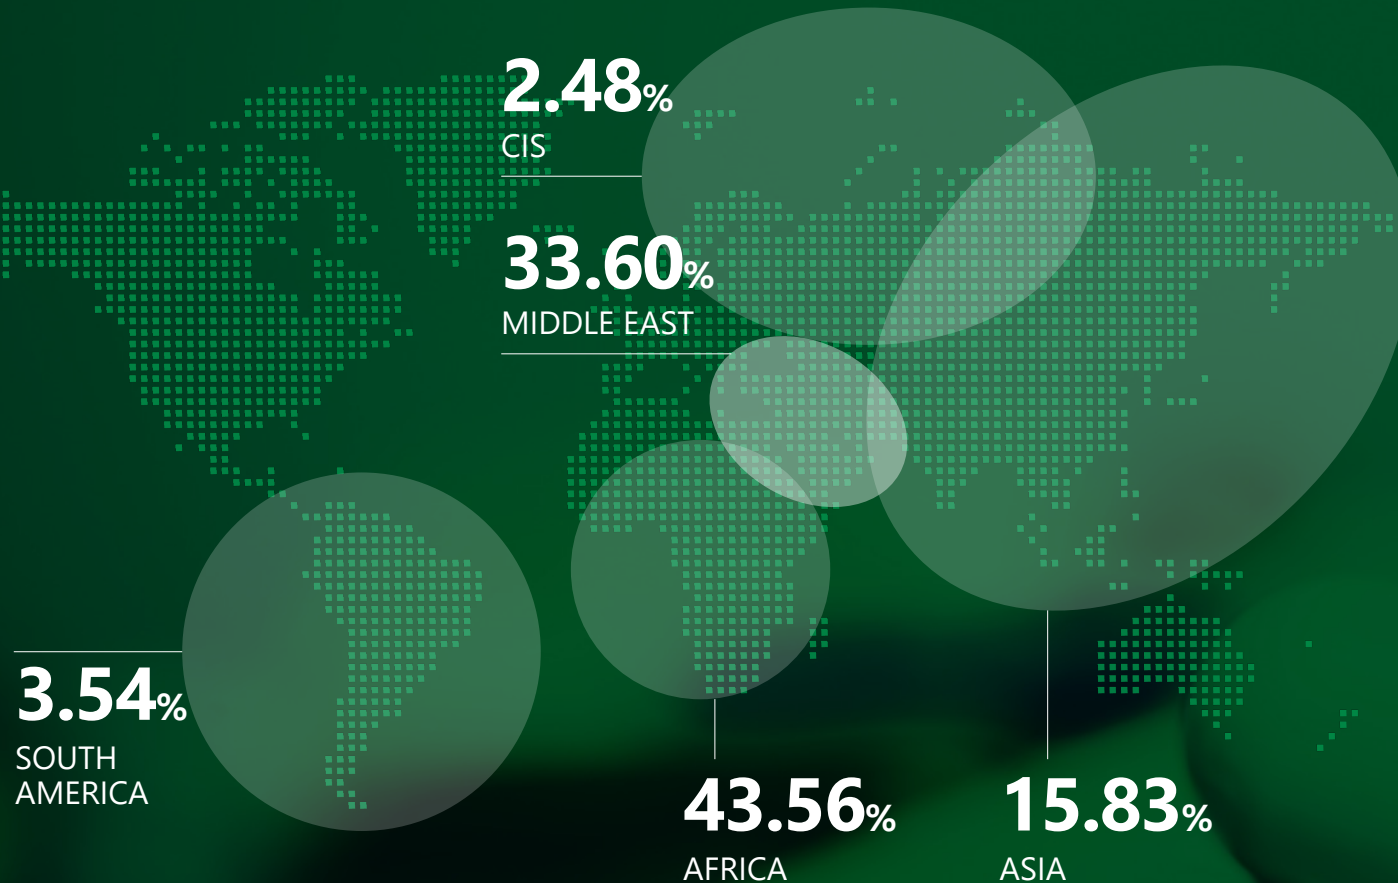 2.48%
CIS
33.60%
MIDDLE EAST
3.54%
SOUTH
AMERICA
43.56%
AFRICA
15.83%
ASIA